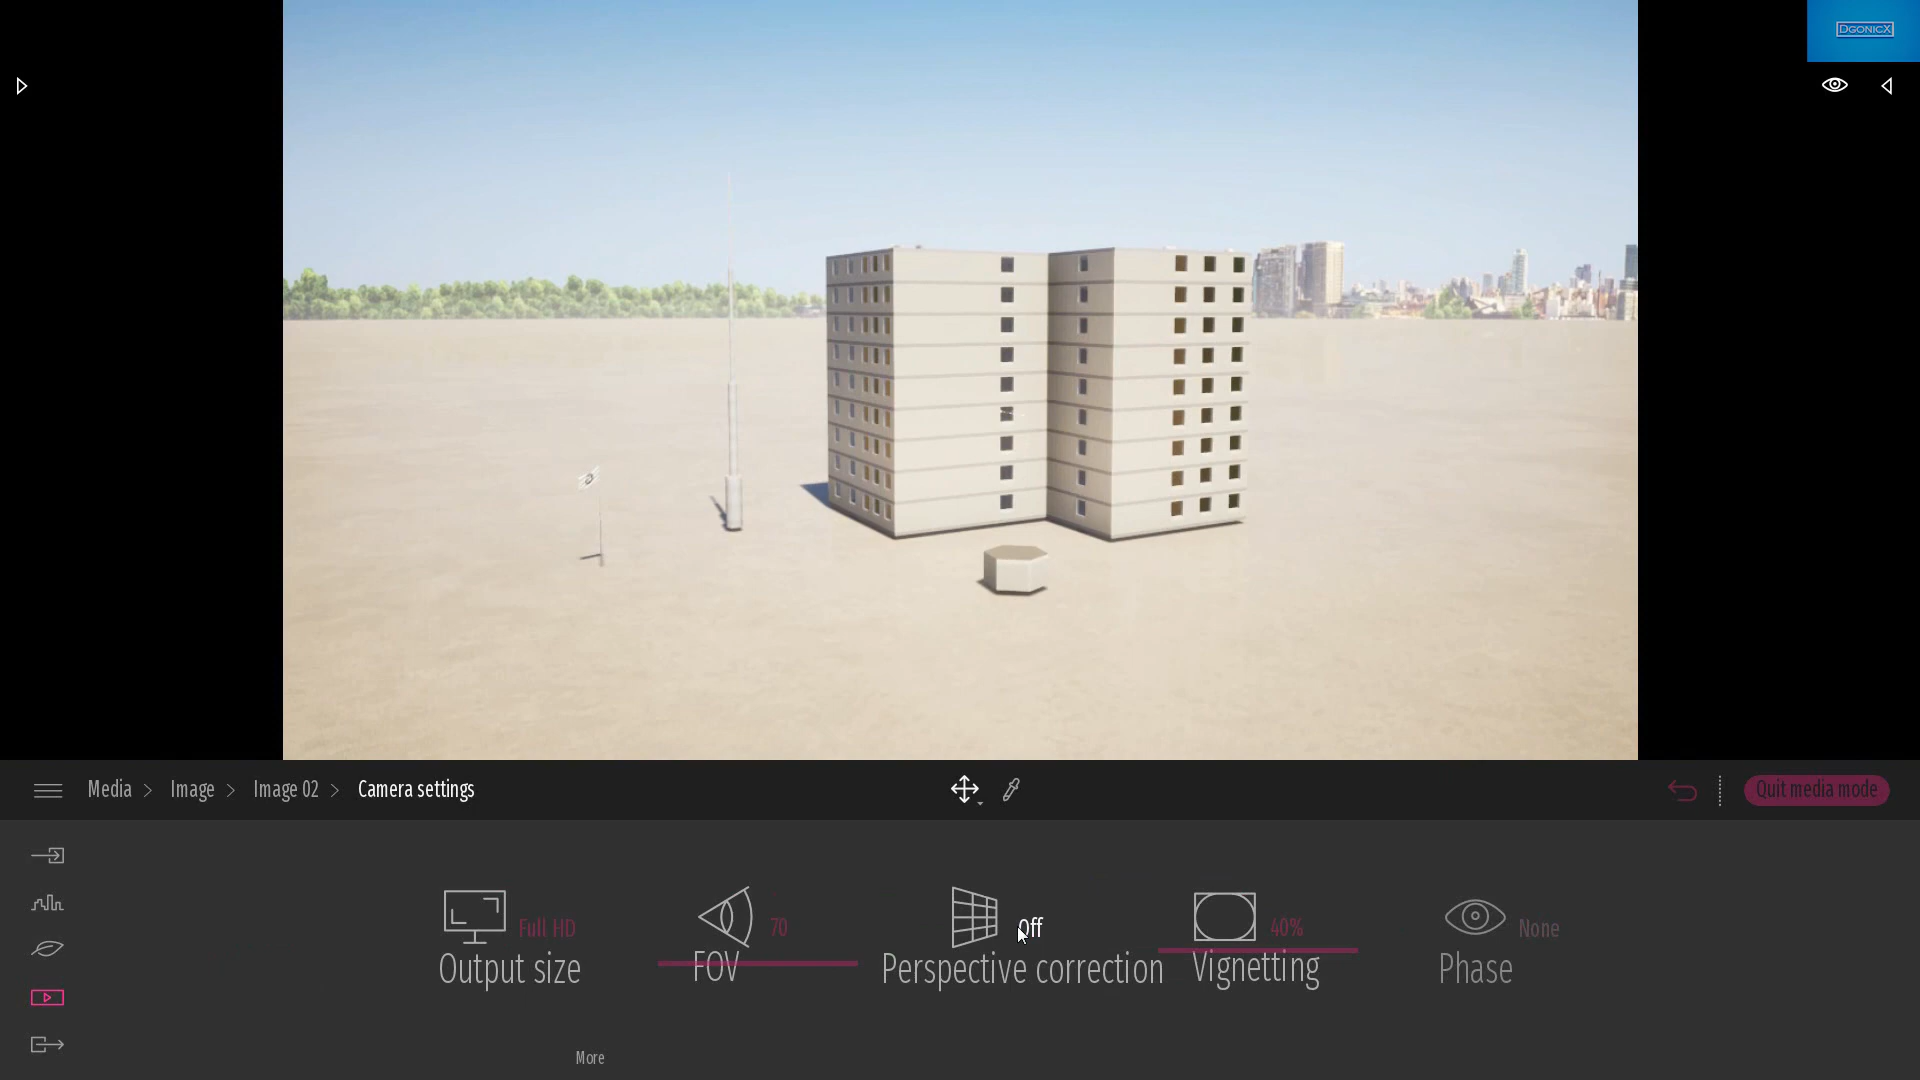 DGONICX
Media > Image > Image 02 > Camera settings
Quit media mode
Full HD
Output size
70
FOV
Off
Perspective correction
40%
Vignetting
None
Phase
More